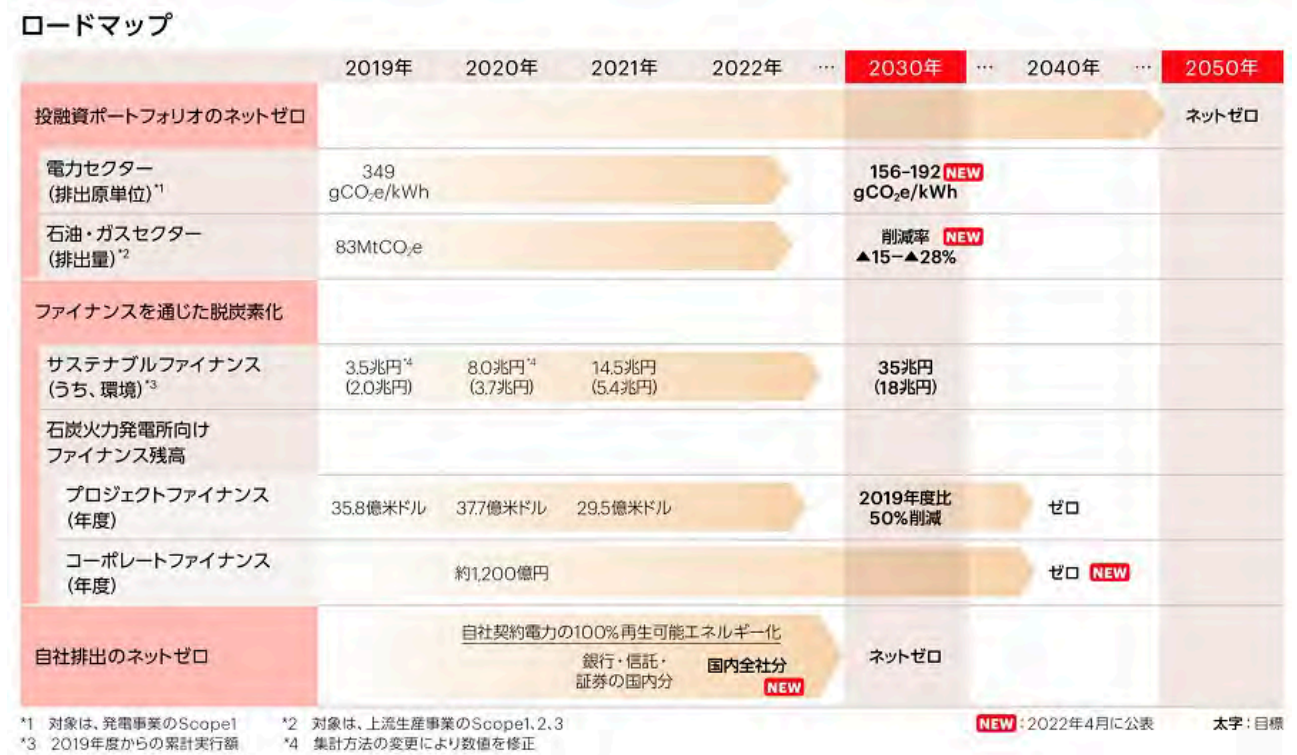 ロードマップ
2019年 2020年 2021年 2022年 … 2030年 … 2040年 … 2050年
投融資ポートフォリオのネットゼロ ネットゼロ
電力セクター
(排出原単位)*1
349
gCO₂e/kWh
156-192 NEW
gCO₂e/kWh
石油・ガスセクター
(排出量)*2
83MtCO₂e
削減率 NEW
▲15-▲28%
ファイナンスを通じた脱炭素化
サステナブルファイナンス
(うち、環境)*3
3.5兆円*4
(2.0兆円)
8.0兆円*4
(3.7兆円)
14.5兆円
(5.4兆円)
35兆円
(18兆円)
石炭火力発電所向け
ファイナンス残高
プロジェクトファイナンス
(年度)
35.8億米ドル 37.7億米ドル 29.5億米ドル
2019年度比
50%削減
ゼロ
コーポレートファイナンス
(年度)
約1,200億円
ゼロ NEW
自社排出のネットゼロ
自社契約電力の100%再生可能エネルギー化
銀行・信託・
証券の国内分
国内全社分
NEW
ネットゼロ
*1 対象は、発電事業のScope1 *2 対象は、上流生産事業のScope1、2、3
*3 2019年度からの累計実行額 *4 集計方法の変更により数値を修正
NEW:2022年4月に公表 太字:目標